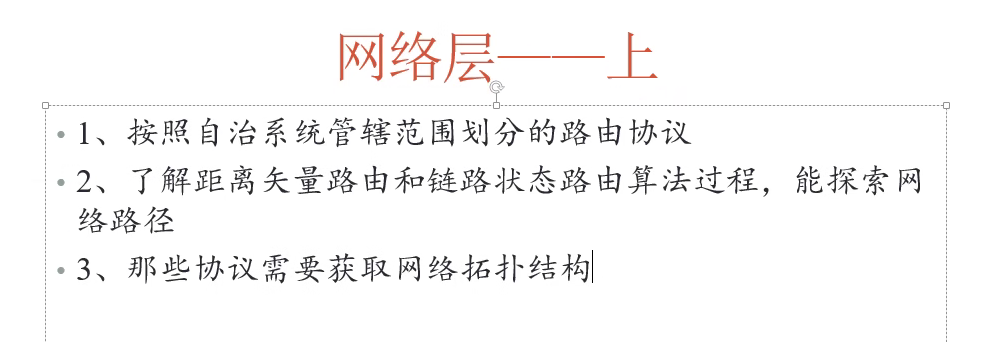 网络层——上
• 1、按照自治系统管辖范围划分的路由协议
• 2、了解距离矢量路由和链路状态路由算法过程，能探索网
络路径
• 3、那些协议需要获取网络拓扑结构